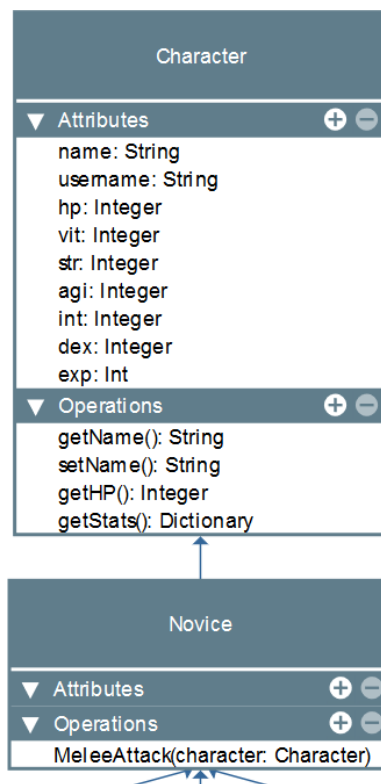 Character
Attributes
name: String
username: String
hp: Integer
vit: Integer
str: Integer
agi: Integer
int: Integer
dex: Integer
exp: Int
Operations
getName(): String
setName(): String
getHP(): Integer
getStats(): Dictionary
Novice
Attributes
Operations
MeleeAttack(character: Character)